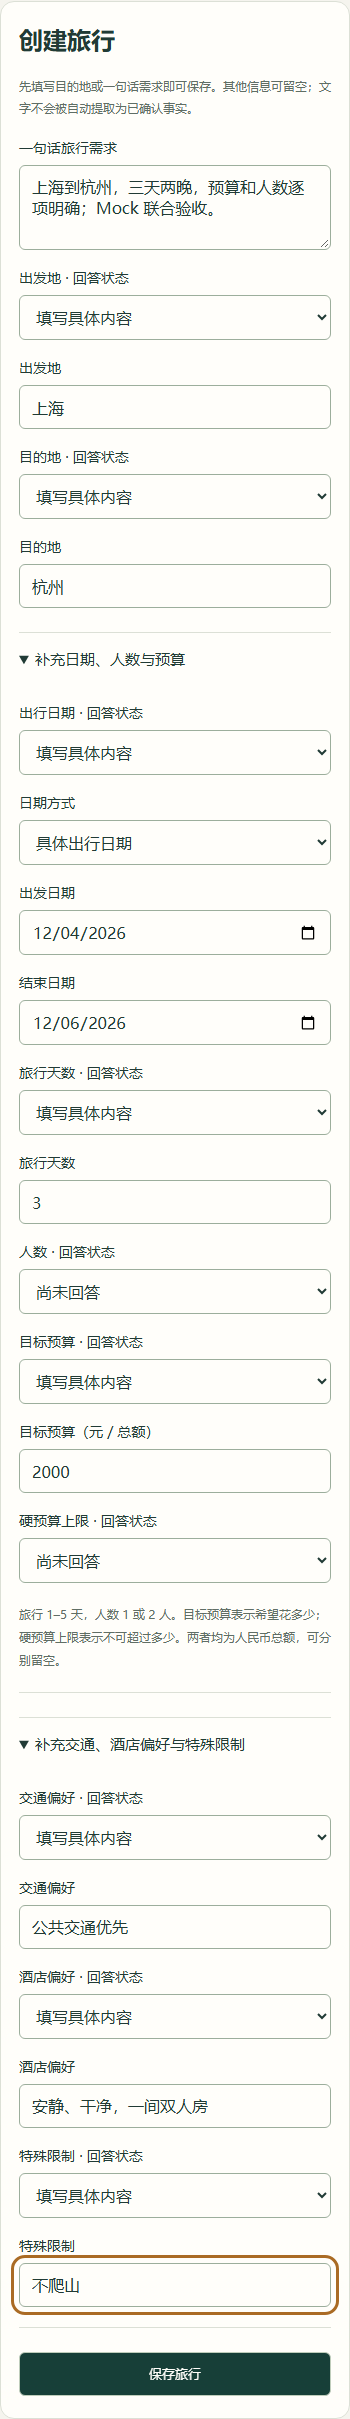 创建旅行
先填写目的地或一句话需求即可保存。其他信息可留空；文
字不会被自动提取为已确认事实。
一句话旅行需求
上海到杭州，三天两晚，预算和人数逐
项明确；Mock 联合验收。
出发地 · 回答状态
填写具体内容
出发地
上海
目的地 · 回答状态
填写具体内容
目的地
杭州
▼ 补充日期、人数与预算
出行日期 · 回答状态
填写具体内容
日期方式
具体出行日期
出发日期
12/04/2026
结束日期
12/06/2026
旅行天数 · 回答状态
填写具体内容
旅行天数
3
人数 · 回答状态
尚未回答
目标预算 · 回答状态
填写具体内容
目标预算（元 / 总额）
2000
硬预算上限 · 回答状态
尚未回答
旅行 1–5 天，人数 1 或 2 人。目标预算表示希望花多少；
硬预算上限表示不可超过多少。两者均为人民币总额，可分
别留空。
▼ 补充交通、酒店偏好与特殊限制
交通偏好 · 回答状态
填写具体内容
交通偏好
公共交通优先
酒店偏好 · 回答状态
填写具体内容
酒店偏好
安静、干净，一间双人房
特殊限制 · 回答状态
填写具体内容
特殊限制
不爬山
保存旅行